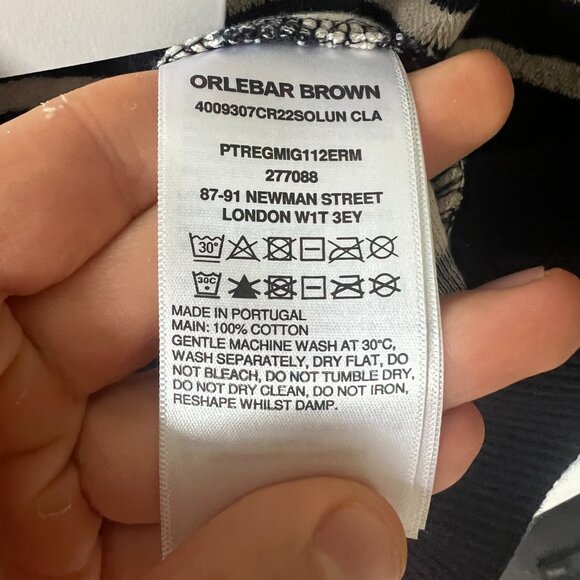 ORLEBAR BROWN
4009307CR22SOLUN CLA
PTREGMIG112ERM
277088
87-91 NEWMAN STREET
LONDON W1T 3EY
30°
30C
MADE IN PORTUGAL
MAIN: 100% COTTON
GENTLE MACHINE WASH AT 30°C,
WASH SEPARATELY, DRY FLAT, DO
NOT BLEACH, DO NOT TUMBLE DRY,
DO NOT DRY CLEAN, DO NOT IRON,
RESHAPE WHILST DAMP.